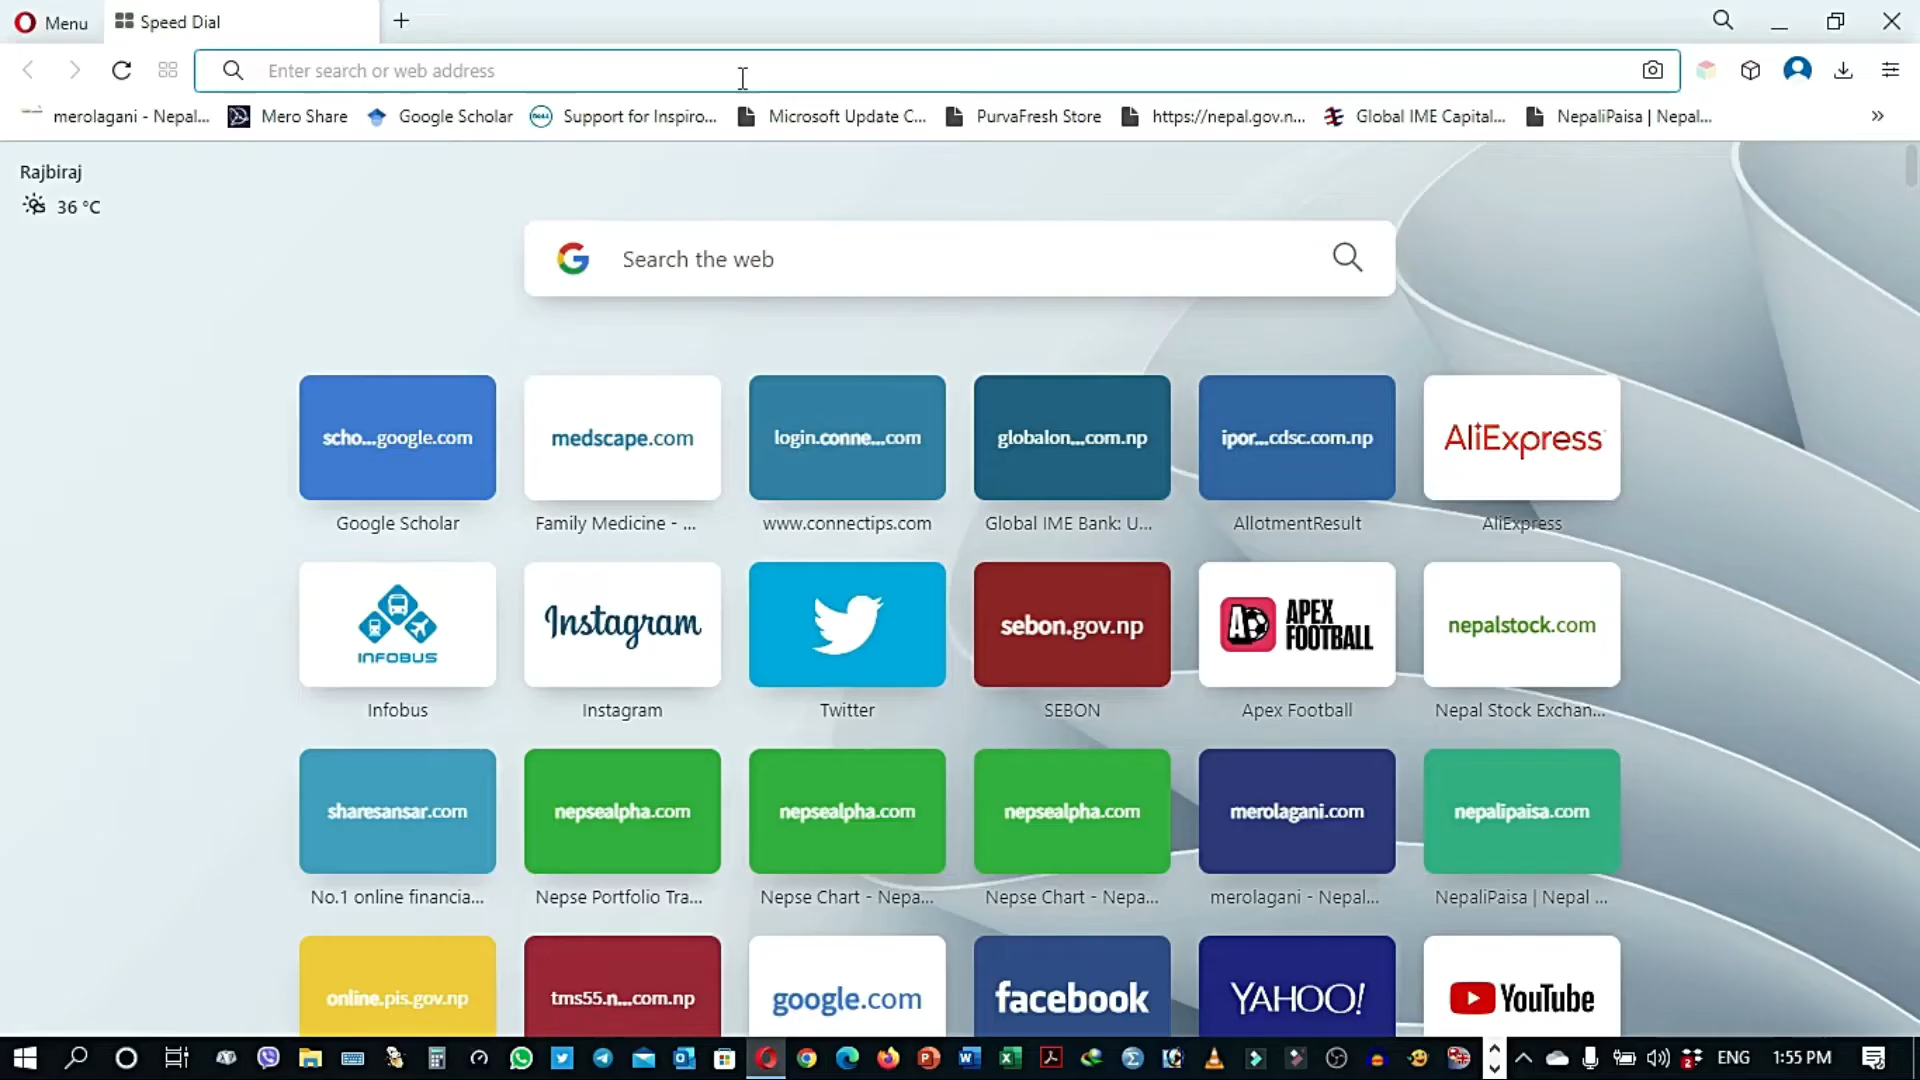 Menu
Speed Dial
Enter search or web address
merolagani - Nepal...
Mero Share
Google Scholar
Support for Inspiro...
Microsoft Update C...
PurvaFresh Store
https://nepal.gov.n...
Global IME Capital...
NepaliPaisa | Nepal...
Rajbiraj
36 °C
Search the web
scho...google.com
medscape.com
login.conne...com
globalon...com.np
ipor...cdsc.com.np
AliExpress
Google Scholar
Family Medicine - ...
www.connectips.com
Global IME Bank: U...
AllotmentResult
AliExpress
INFOBUS
Instagram
sebon.gov.np
APEX
FOOTBALL
nepalstock.com
Infobus
Instagram
Twitter
SEBON
Apex Football
Nepal Stock Exchan...
sharesansar.com
nepsealpha.com
nepsealpha.com
nepsealpha.com
merolagani.com
nepalipaisa.com
No.1 online financia...
Nepse Portfolio Tra...
Nepse Chart - Nepa...
Nepse Chart - Nepa...
merolagani - Nepal...
NepaliPaisa | Nepal ...
online.pis.gov.np
tms55.n...com.np
google.com
facebook
YAHOO!
YouTube
ENG
1:55 PM